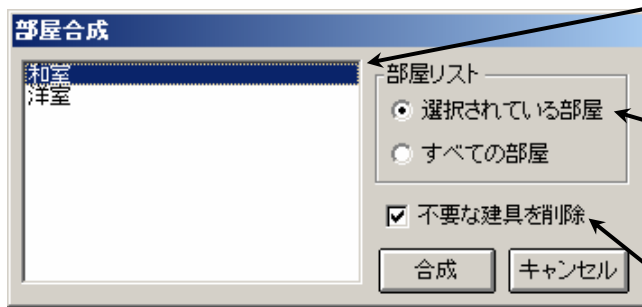 部屋合成
和室
洋室
部屋リスト
選択されている部屋
すべての部屋
不要な建具を削除
合成
キャンセル